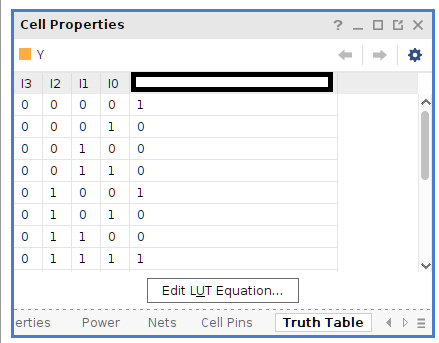 Cell Properties
Y
I3 I2 I1 I0
0 0 0 0 1
0 0 0 1 0
0 0 1 0 0
0 0 1 1 0
0 1 0 0 1
0 1 0 1 0
0 1 1 0 0
0 1 1 1 1
Edit LUT Equation...
erties Power Nets Cell Pins Truth Table